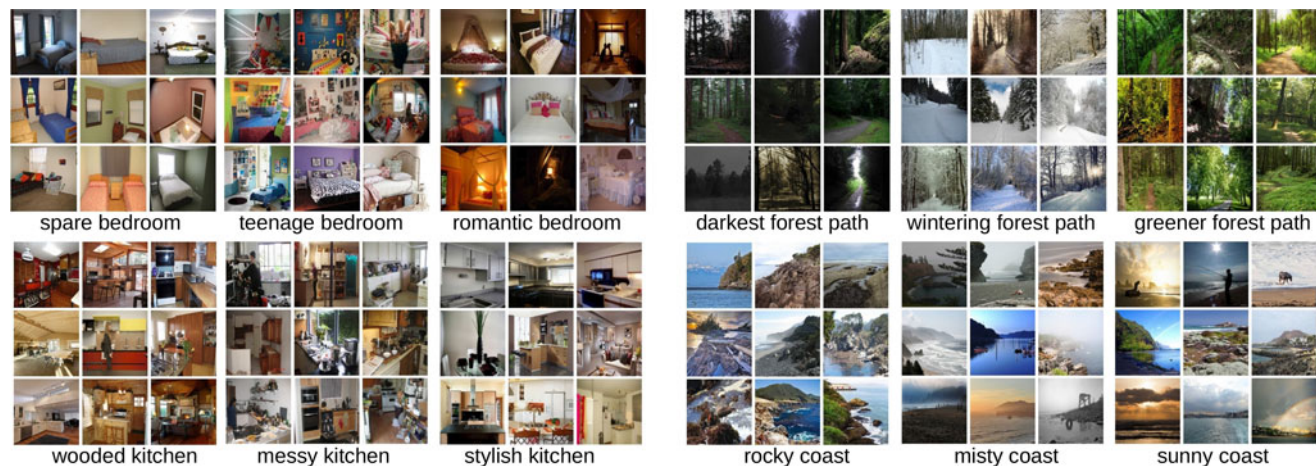 spare bedroom
teenage bedroom
romantic bedroom
darkest forest path
wintering forest path
greener forest path
wooded kitchen
messy kitchen
stylish kitchen
rocky coast
misty coast
sunny coast